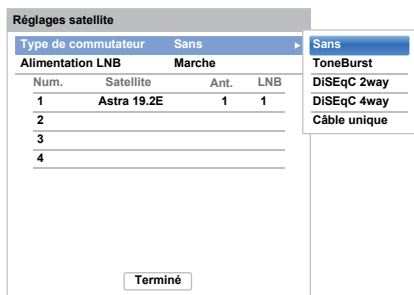 Réglages satellite
Type de commutateur Sans
Alimentation LNB Marche
Num. Satellite Ant. LNB
1 Astra 19.2E 1 1
2
3
4
Terminé
Sans
ToneBurst
DiSEqC 2way
DiSEqC 4way
Câble unique